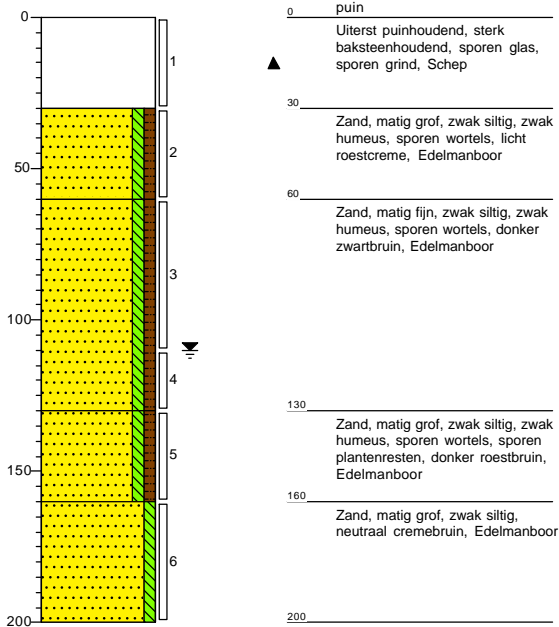 0
50
100
150
200
1
2
3
4
5
6
0
puin
Uiterst puinhoudend, sterk
baksteenhoudend, sporen glas,
sporen grind, Schep
30
Zand, matig grof, zwak siltig, zwak
humeus, sporen wortels, licht
roestcreme, Edelmanboor
60
Zand, matig fijn, zwak siltig, zwak
humeus, sporen wortels, donker
zwartbruin, Edelmanboor
130
Zand, matig grof, zwak siltig, zwak
humeus, sporen wortels, sporen
plantenresten, donker roestbruin,
Edelmanboor
160
Zand, matig grof, zwak siltig,
neutraal cremebruin, Edelmanboor
200